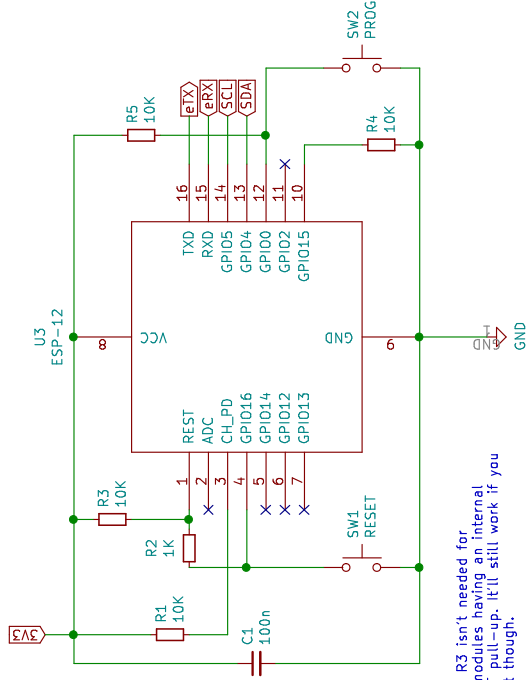 SW2
PROG
eTX
eRX
SCL
SDA
R5
10K
R4
10K
16
15
14
13
12
11
10
TXD
RXD
GPIO5
GPIO4
GPIO0
GPIO2
GPIO15
U3
ESP-12
8
VCC
GND
9
GND
1
GND
REST
ADC
CH_PD
GPIO16
GPIO14
GPIO12
GPIO13
1
2
3
4
5
6
7
R3
10K
R2
1K
SW1
RESET
3V3
R1
10K
C1
100n
R3 isn't needed for
having an internal
pull-up. It'll still work if you
though.